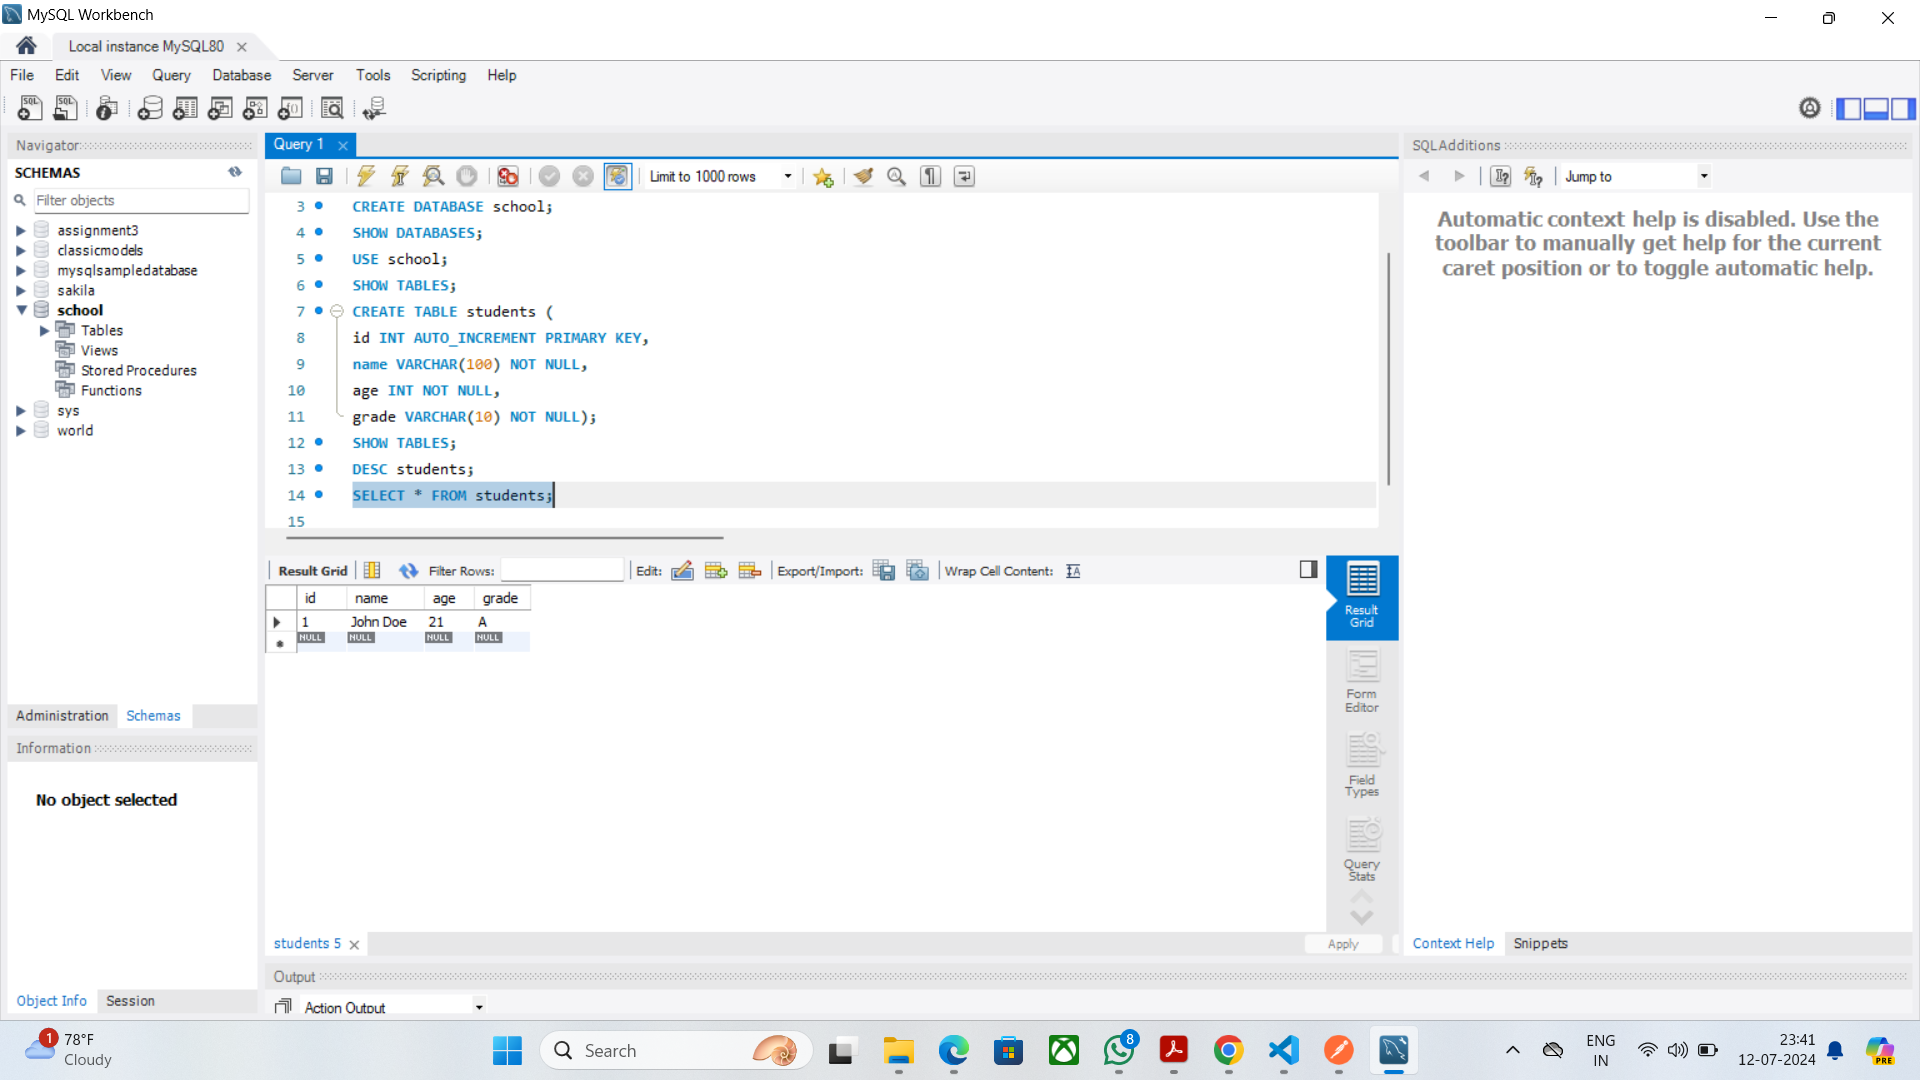 MySQL Workbench
Local instance MySQL80
File Edit View Query Database Server Tools Scripting Help
Navigator
SCHEMAS
Filter objects
assignment3
classicmodels
mysqlsampledatabase
sakila
school
Tables
Views
Stored Procedures
Functions
sys
world
Administration Schemas
Information
No object selected
Object Info Session
Query 1
Limit to 1000 rows
3 CREATE DATABASE school;
4 SHOW DATABASES;
5 USE school;
6 SHOW TABLES;
7 CREATE TABLE students (
8 id INT AUTO_INCREMENT PRIMARY KEY,
9 name VARCHAR(100) NOT NULL,
10 age INT NOT NULL,
11 grade VARCHAR(10) NOT NULL);
12 SHOW TABLES;
13 DESC students;
14 SELECT * FROM students;
15
Result Grid Filter Rows: Edit: Export/Import: Wrap Cell Content:
id name age grade
1 John Doe 21 A
NULL NULL NULL NULL
Result
Grid
Form
Editor
Field
Types
Query
Stats
students 5
Apply
Output
Action Output
SQLAdditions
Jump to
Automatic context help is disabled. Use the
toolbar to manually get help for the current
caret position or to toggle automatic help.
Context Help Snippets
1
78°F
Cloudy
Search
8
ENG
IN
23:41
12-07-2024
PRE